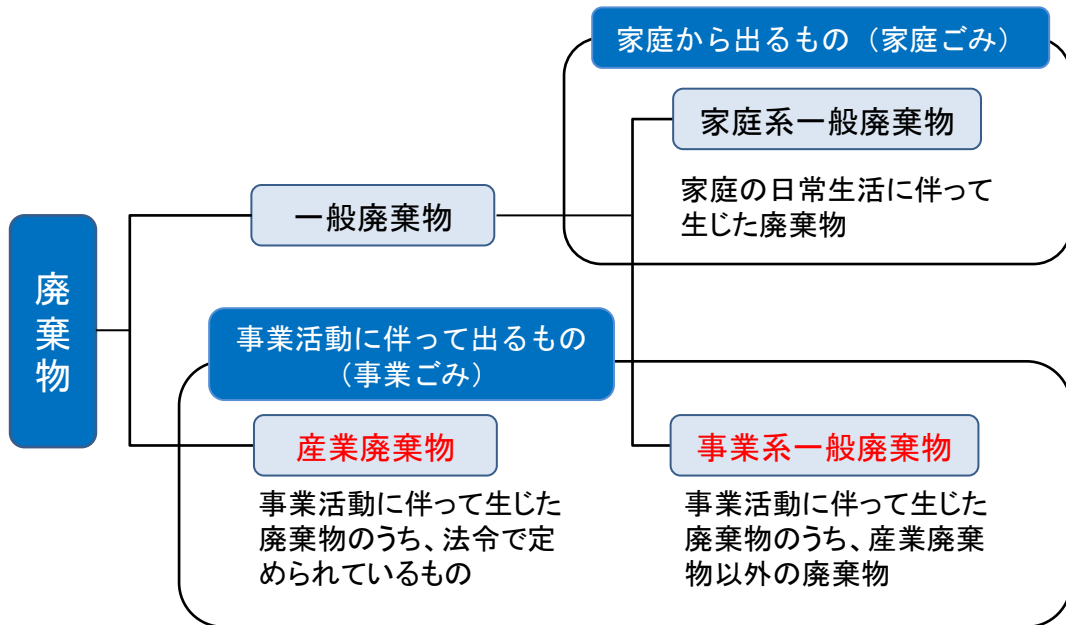 家庭から出るもの（家庭ごみ）
家庭系一般廃棄物
家庭の日常生活に伴って
生じた廃棄物
一般廃棄物
廃棄物
事業活動に伴って出るもの
（事業ごみ）
産業廃棄物
事業活動に伴って生じた
廃棄物のうち、法令で定
められているもの
事業系一般廃棄物
事業活動に伴って生じた
廃棄物のうち、産業廃棄
物以外の廃棄物